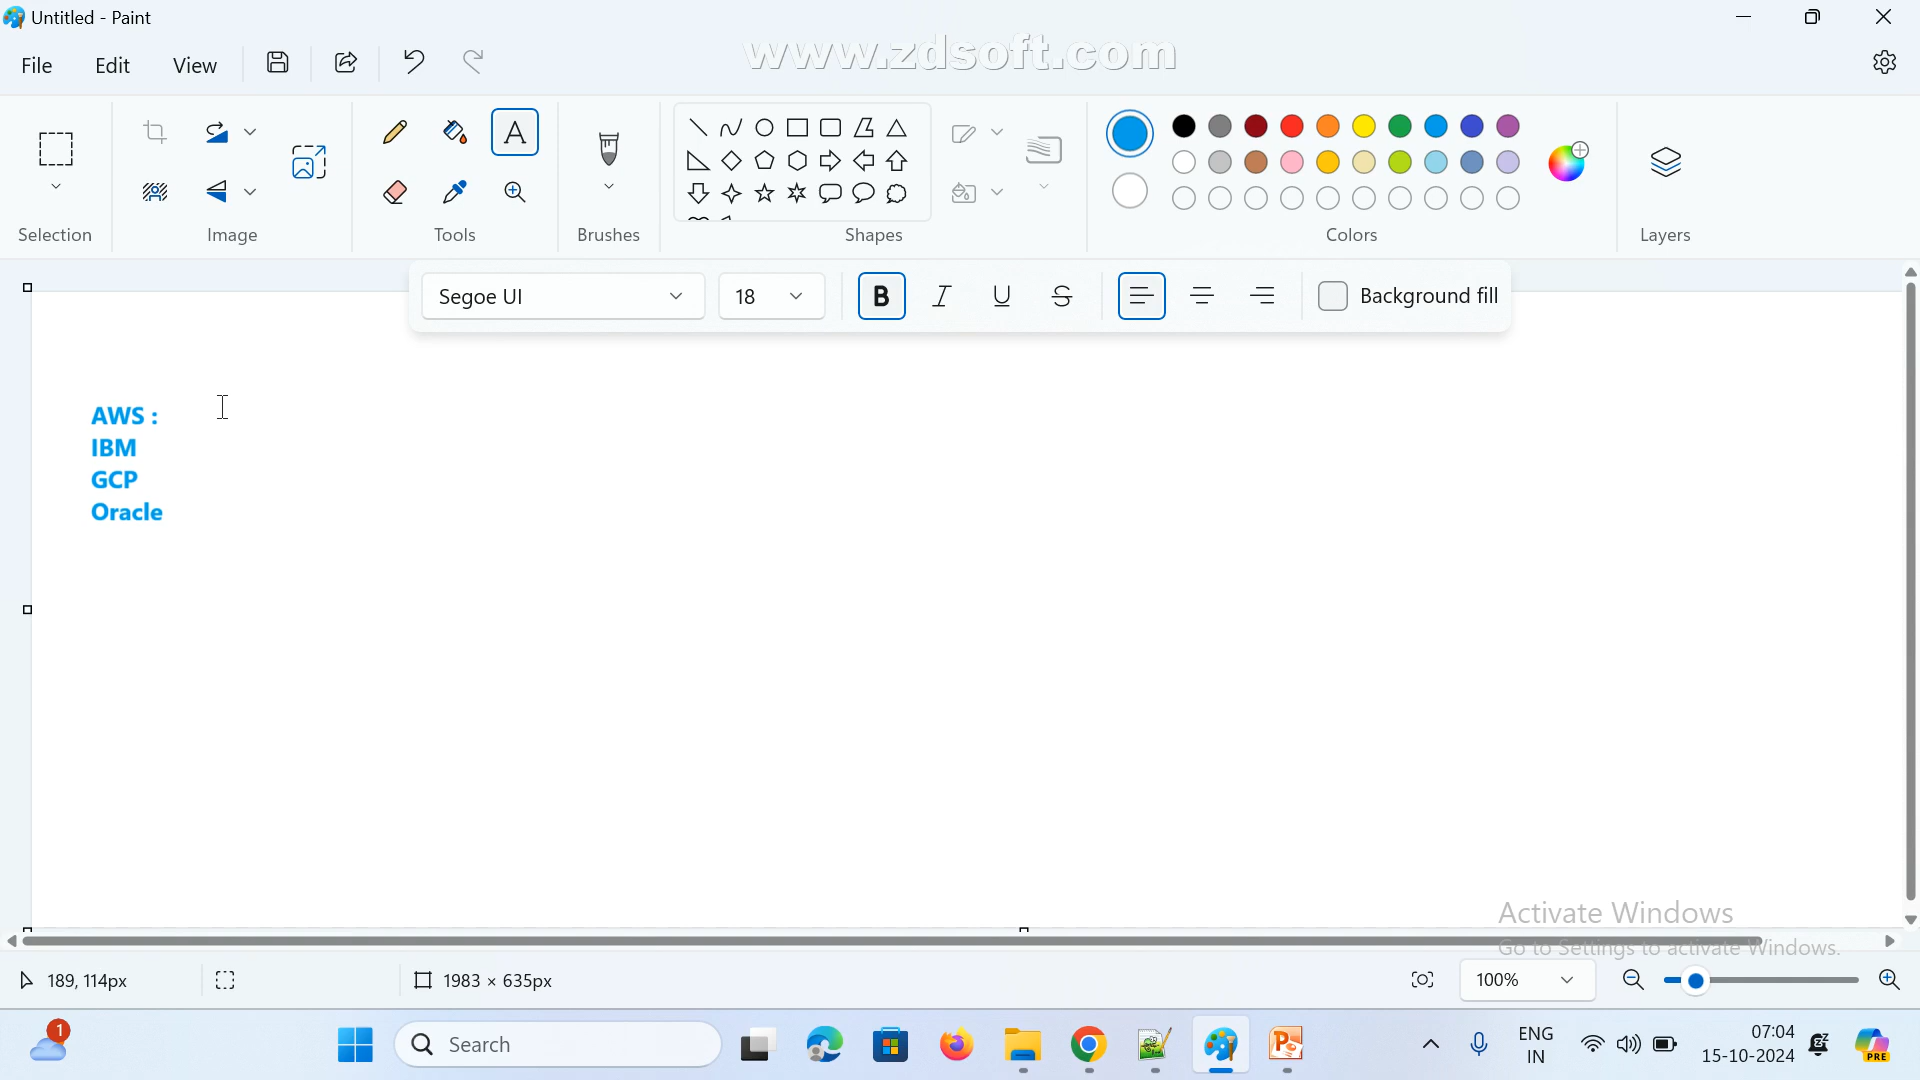 Untitled - Paint
www.zdsoft.com
File Edit View
Selection Image Tools Brushes Shapes Colors Layers
Segoe UI 18 B I U S Background fill
AWS :
IBM
GCP
Oracle
Activate Windows
Go to Settings to activate Windows.
189, 114px 1983 × 635px 100%
1
Search
ENG
IN
07:04
15-10-2024
PRE